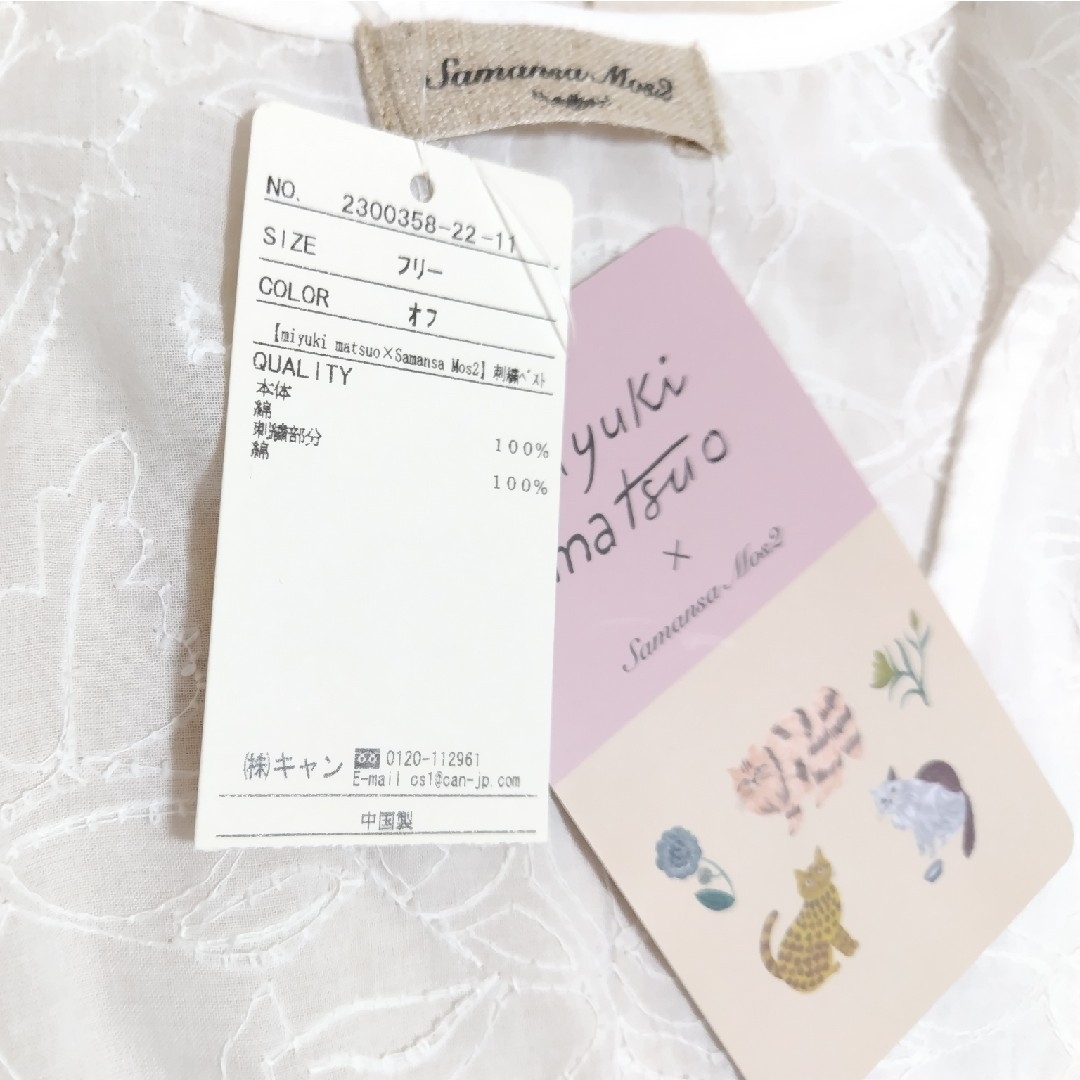 Samansa Mos2
NO. 2300358-22-11
SIZE フリー
COLOR オフ
【miyuki matsuo×Samansa Mos2】刺繍ベスト
QUALITY
本体
綿 100%
刺繍部分
綿 100%
㈱キャン 0120-112961
E-mail cs1@can-jp.com
中国製
iyuki
matsuo
×
Samansa Mos2